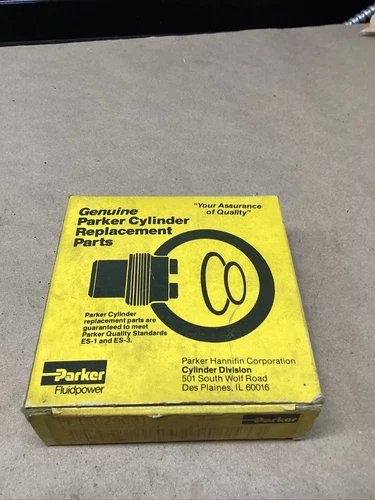 Genuine
Parker Cylinder
Replacement
Parts
"Your Assurance
of Quality"
Parker Cylinder
replacement parts are
guaranteed to meet
Parker Quality Standards
ES-1 and ES-3.
Parker
Fluidpower
Parker Hannifin Corporation
Cylinder Division
501 South Wolf Road
Des Plaines, IL 60016